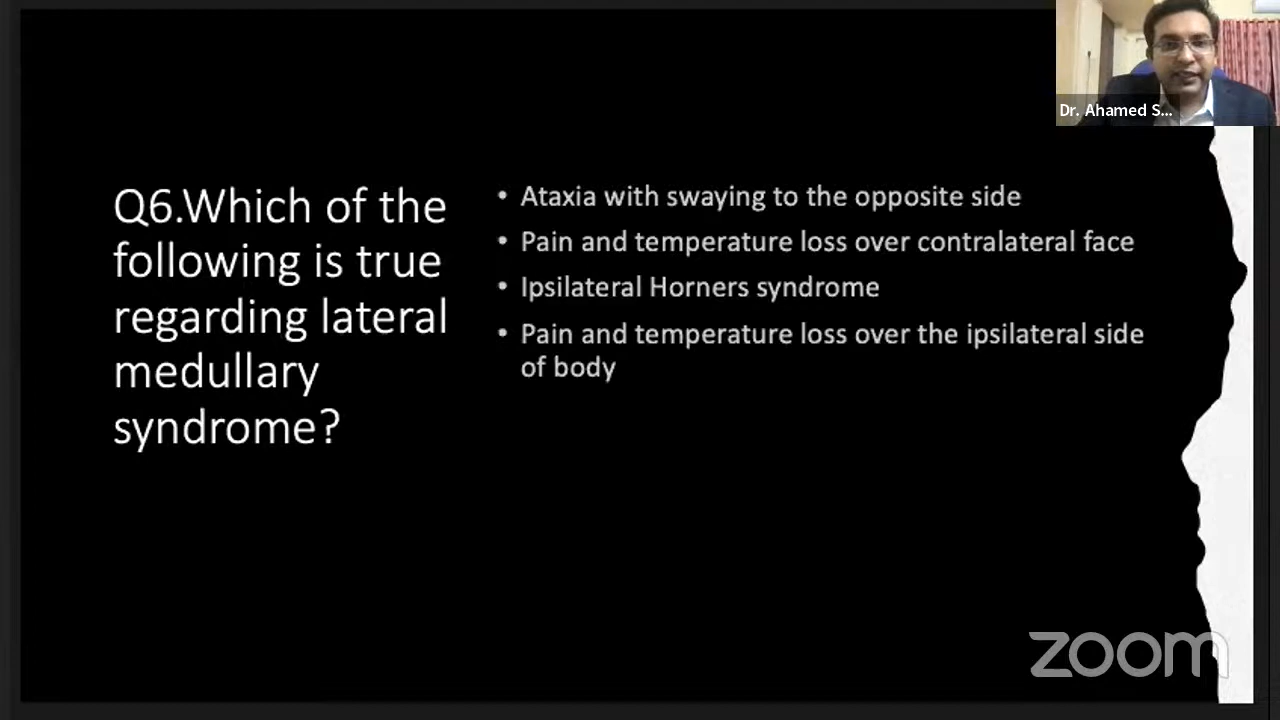 Dr. Ahamed S...
Q6.Which of the
following is true
regarding lateral
medullary
syndrome?
• Ataxia with swaying to the opposite side
• Pain and temperature loss over contralateral face
• Ipsilateral Horners syndrome
• Pain and temperature loss over the ipsilateral side
of body
zoom